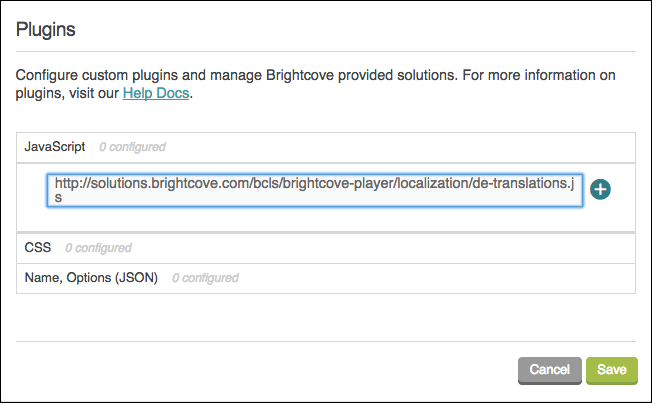 Plugins
Configure custom plugins and manage Brightcove provided solutions. For more information on
plugins, visit our Help Docs.
JavaScript 0 configured
http://solutions.brightcove.com/bcls/brightcove-player/localization/de-translations.j
s
CSS 0 configured
Name, Options (JSON) 0 configured
Cancel Save